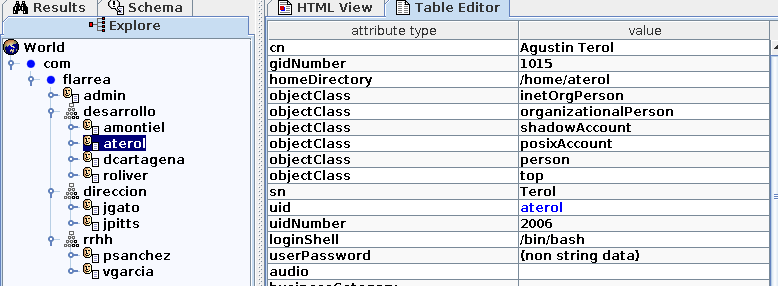 Results Schema
Explore
World
com
flarrea
admin
desarrollo
amontiel
aterol
dcartagena
roliver
direccion
jgato
jpitts
rrhh
psanchez
vgarcia
HTML View Table Editor
attribute type value
cn Agustin Terol
gidNumber 1015
homeDirectory /home/aterol
objectClass inetOrgPerson
objectClass organizationalPerson
objectClass shadowAccount
objectClass posixAccount
objectClass person
objectClass top
sn Terol
uid aterol
uidNumber 2006
loginShell /bin/bash
userPassword (non string data)
audio